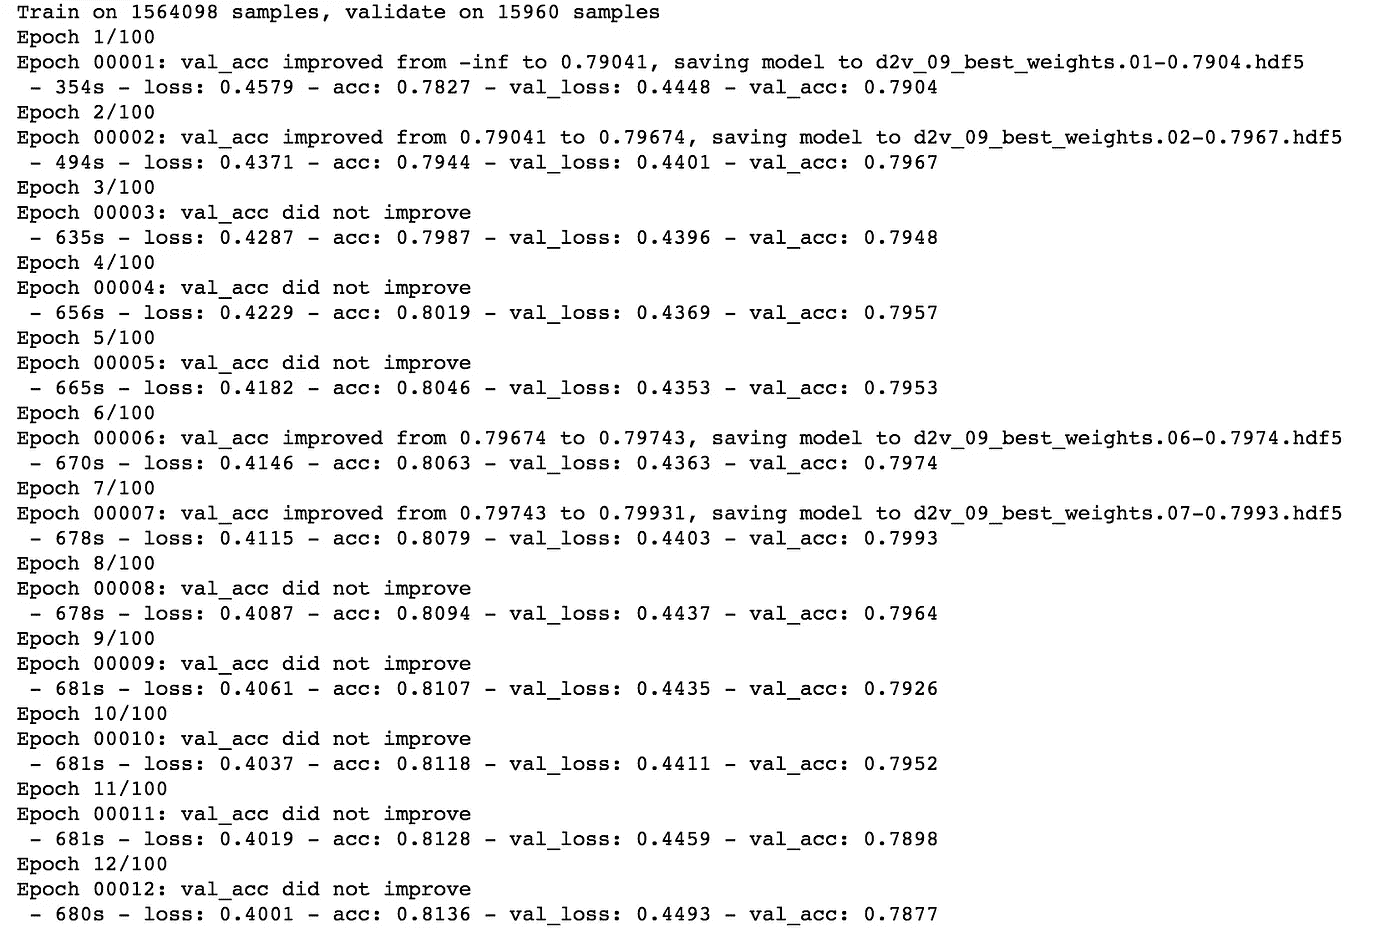 Train on 1564098 samples, validate on 15960 samples
Epoch 1/100
Epoch 00001: val_acc improved from -inf to 0.79041, saving model to d2v_09_best_weights.01-0.7904.hdf5
 - 354s - loss: 0.4579 - acc: 0.7827 - val_loss: 0.4448 - val_acc: 0.7904
Epoch 2/100
Epoch 00002: val_acc improved from 0.79041 to 0.79674, saving model to d2v_09_best_weights.02-0.7967.hdf5
 - 494s - loss: 0.4371 - acc: 0.7944 - val_loss: 0.4401 - val_acc: 0.7967
Epoch 3/100
Epoch 00003: val_acc did not improve
 - 635s - loss: 0.4287 - acc: 0.7987 - val_loss: 0.4396 - val_acc: 0.7948
Epoch 4/100
Epoch 00004: val_acc did not improve
 - 656s - loss: 0.4229 - acc: 0.8019 - val_loss: 0.4369 - val_acc: 0.7957
Epoch 5/100
Epoch 00005: val_acc did not improve
 - 665s - loss: 0.4182 - acc: 0.8046 - val_loss: 0.4353 - val_acc: 0.7953
Epoch 6/100
Epoch 00006: val_acc improved from 0.79674 to 0.79743, saving model to d2v_09_best_weights.06-0.7974.hdf5
 - 670s - loss: 0.4146 - acc: 0.8063 - val_loss: 0.4363 - val_acc: 0.7974
Epoch 7/100
Epoch 00007: val_acc improved from 0.79743 to 0.79931, saving model to d2v_09_best_weights.07-0.7993.hdf5
 - 678s - loss: 0.4115 - acc: 0.8079 - val_loss: 0.4403 - val_acc: 0.7993
Epoch 8/100
Epoch 00008: val_acc did not improve
 - 678s - loss: 0.4087 - acc: 0.8094 - val_loss: 0.4437 - val_acc: 0.7964
Epoch 9/100
Epoch 00009: val_acc did not improve
 - 681s - loss: 0.4061 - acc: 0.8107 - val_loss: 0.4435 - val_acc: 0.7926
Epoch 10/100
Epoch 00010: val_acc did not improve
 - 681s - loss: 0.4037 - acc: 0.8118 - val_loss: 0.4411 - val_acc: 0.7952
Epoch 11/100
Epoch 00011: val_acc did not improve
 - 681s - loss: 0.4019 - acc: 0.8128 - val_loss: 0.4459 - val_acc: 0.7898
Epoch 12/100
Epoch 00012: val_acc did not improve
 - 680s - loss: 0.4001 - acc: 0.8136 - val_loss: 0.4493 - val_acc: 0.7877